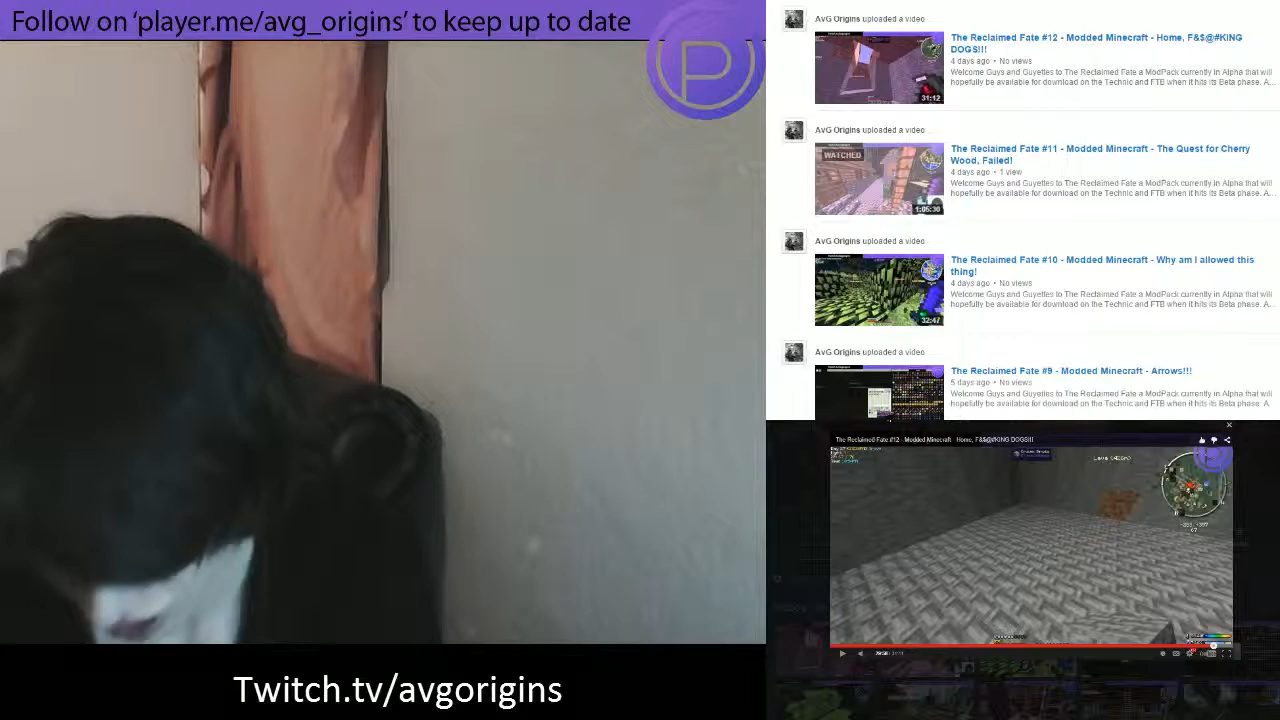 Follow on 'player.me/avg_origins' to keep up to date
P
Twitch.tv/avgorigins
AvG Origins uploaded a video
The Reclaimed Fate #12 - Modded Minecraft - Home, F&$@#KING
DOGS!!!
4 days ago • No views
Welcome Guys and Guyettes to The Reclaimed Fate a ModPack currently in Alpha that will
hopefully be available for download on the Technic and FTB when it hits its Beta phase. A...
31:12
AvG Origins uploaded a video
WATCHED
The Reclaimed Fate #11 - Modded Minecraft - The Quest for Cherry
Wood, Failed!
4 days ago • 1 view
Welcome Guys and Guyettes to The Reclaimed Fate a ModPack currently in Alpha that will
hopefully be available for download on the Technic and FTB when it hits its Beta phase. A...
1:05:30
AvG Origins uploaded a video
The Reclaimed Fate #10 - Modded Minecraft - Why am I allowed this
thing!
4 days ago • No views
Welcome Guys and Guyettes to The Reclaimed Fate a ModPack currently in Alpha that will
hopefully be available for download on the Technic and FTB when it hits its Beta phase. A...
32:47
AvG Origins uploaded a video
The Reclaimed Fate #9 - Modded Minecraft - Arrows!!!
5 days ago • No views
Welcome Guys and Guyettes to The Reclaimed Fate a ModPack currently in Alpha that will
hopefully be available for download on the Technic and FTB when it hits its Beta phase. A...
The Reclaimed Fate #12 - Modded Minecraft - Home, F&$@#KING DOGS!!!